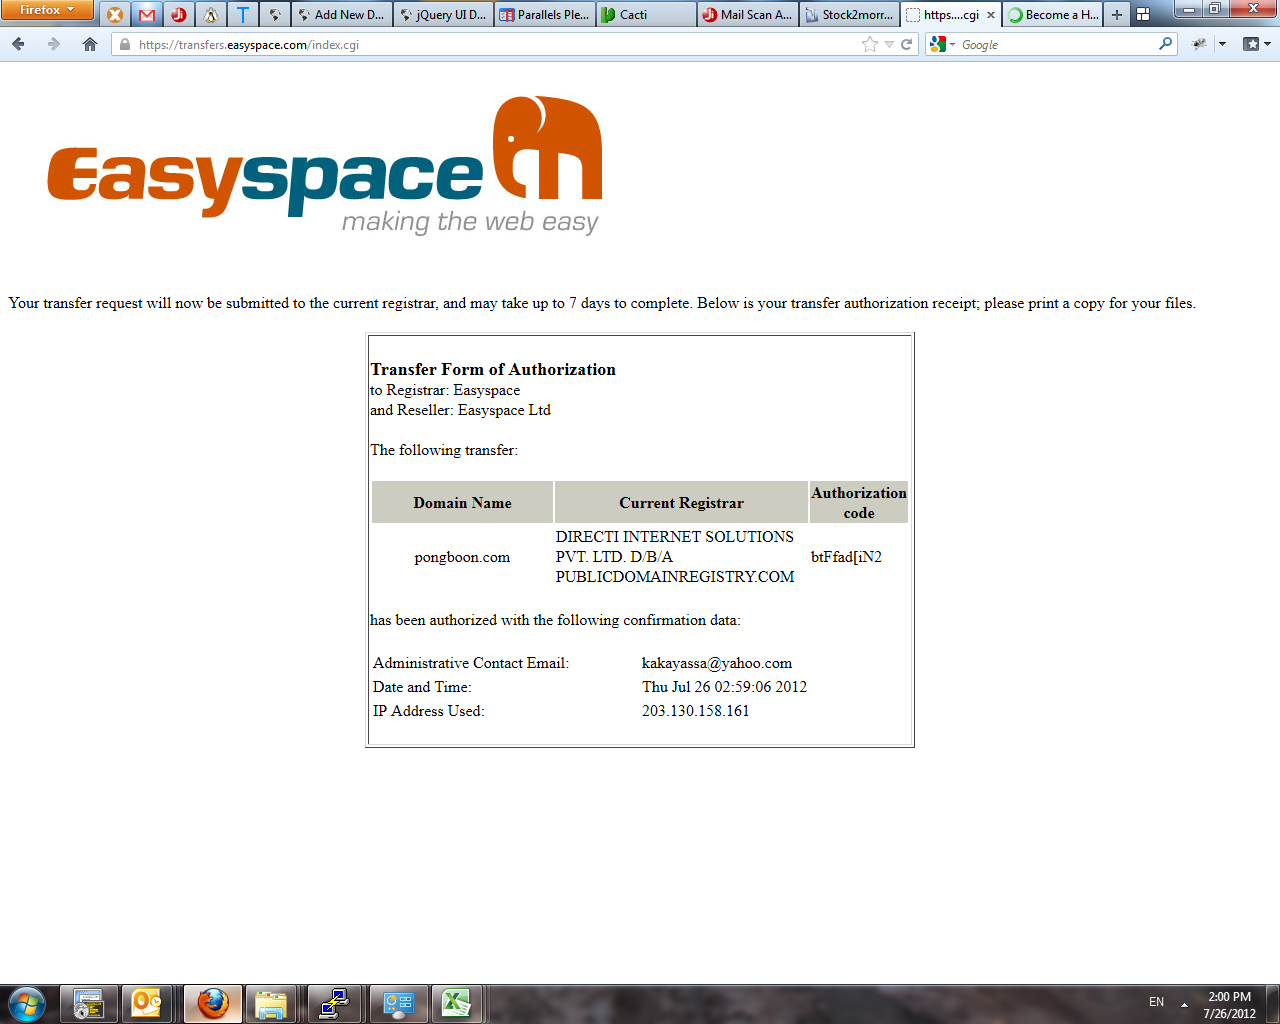 Firefox
Add New D...
jQuery UI D...
Parallels Ple...
Cacti
Mail Scan A...
Stock2morr...
https....cgi
Become a H...
https://transfers.easyspace.com/index.cgi
Google
Easyspace
making the web easy
Your transfer request will now be submitted to the current registrar, and may take up to 7 days to complete. Below is your transfer authorization receipt; please print a copy for your files.
Transfer Form of Authorization
to Registrar: Easyspace
and Reseller: Easyspace Ltd
The following transfer:
Domain Name Current Registrar Authorization code
pongboon.com DIRECTI INTERNET SOLUTIONS PVT. LTD. D/B/A PUBLICDOMAINREGISTRY.COM btFfad[iN2
has been authorized with the following confirmation data:
Administrative Contact Email: kakayassa@yahoo.com
Date and Time: Thu Jul 26 02:59:06 2012
IP Address Used: 203.130.158.161
EN
2:00 PM
7/26/2012